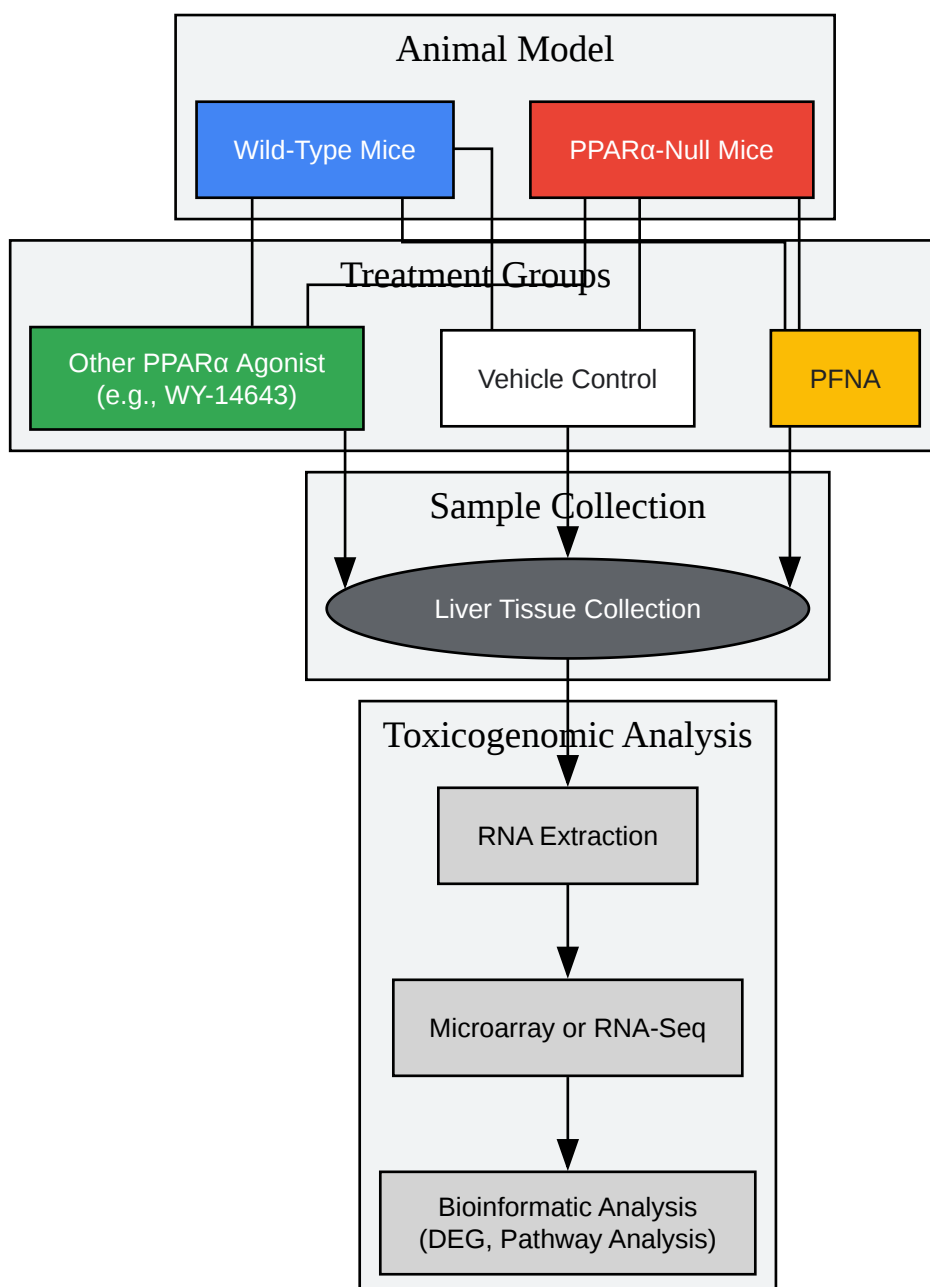 Animal Model
Wild-Type Mice
PPARα-Null Mice
Treatment Groups
Other PPARα Agonist
(e.g., WY-14643)
Vehicle Control
PFNA
Sample Collection
Liver Tissue Collection
Toxicogenomic Analysis
RNA Extraction
Microarray or RNA-Seq
Bioinformatic Analysis
(DEG, Pathway Analysis)